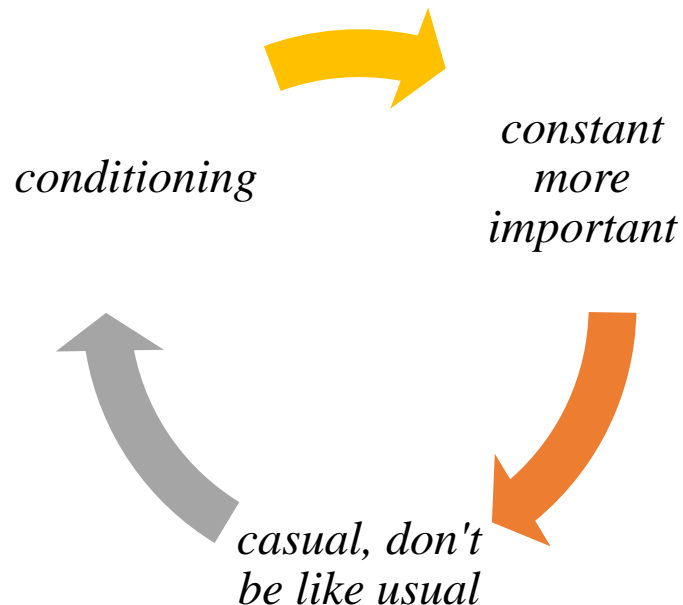 conditioning
constant
more
important
casual, don't
be like usual